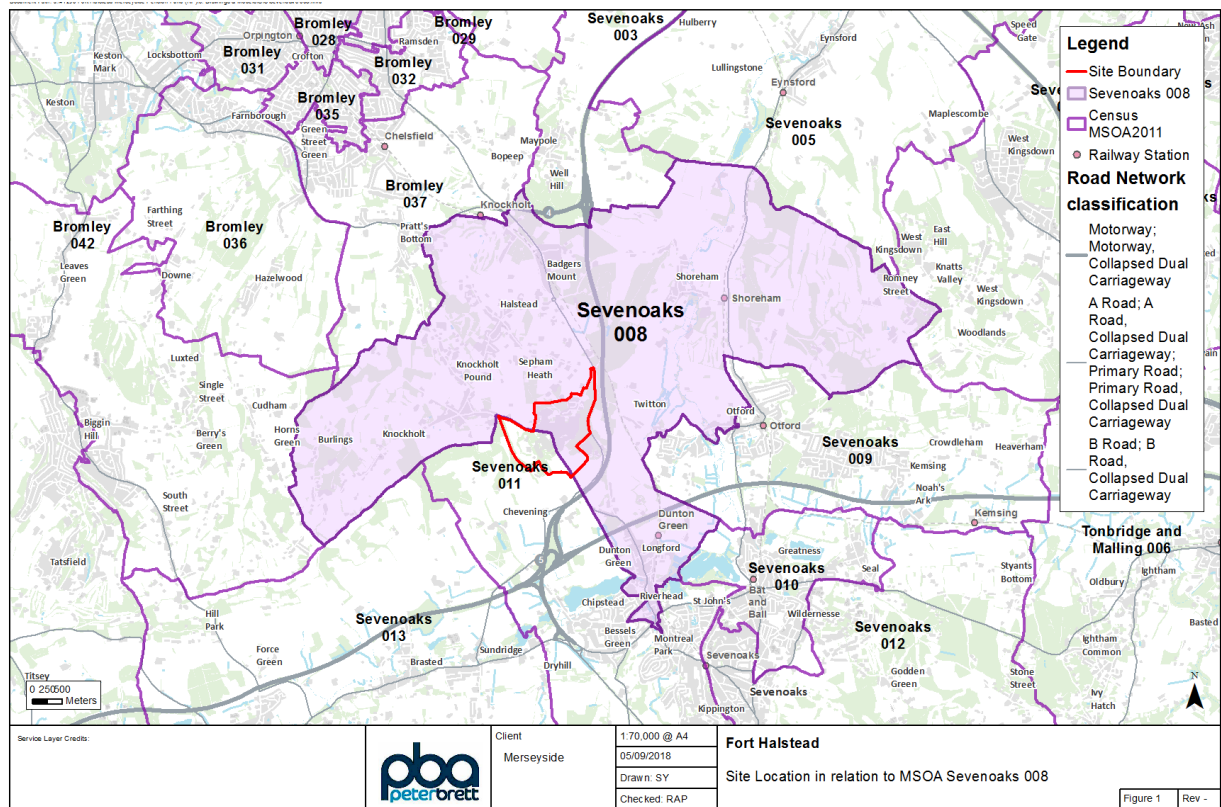 Bromley
028
Bromley
029
Sevenoaks
003
Hulberry
Eynsford
Speed
Gate
Orpington
Ramsden
Crofton
Locksbottom
Keston
Mark
Bromley
031
Bromley
032
Lullingstone
Eynsford
Keston
Bromley
035
Farnborough
Green
Street
Green
Chelsfield
Maypole
Bopeep
Sevenoaks
005
Maplescombe
West
Kingsdown
Well
Hill
Bromley
037
Knockholt
4
Farthing
Street
Bromley
042
Bromley
036
Pratt's
Bottom
Leaves
Green
Downe
Hazelwood
Badgers
Mount
Shoreham
Shoreham
West
Kingsdown
East
Hill
Knatts
Valley
Romney
Street
West
Kingsdown
Halstead
Sevenoaks
008
Woodlands
Luxted
Knockholt
Pound
Sepham
Heath
Single
Street
Cudham
Twitton
Otford
Otford
Biggin
Hill
Berry's
Green
Horns
Green
Burlings
Knockholt
Sevenoaks
009
Crowdleham
Heaverham
Kemsing
Sevenoaks
011
Noah's
Ark
Kemsing
South
Street
Chevening
Dunton
Green
Longford
Dunton
Green
5
Tatsfield
Greatness
Sevenoaks
010
Seal
Styants
Bottom
Tonbridge and
Malling 006
Ightham
Oldbury
Bat
and
Ball
Riverhead
St John's
Wildernesse
Chipstead
Hill
Park
Sevenoaks
013
Bessels
Green
Montreal
Park
Sevenoaks
012
Basted
Ightham
Common
Force
Green
Brasted
Sundridge
Dryhill
Sevenoaks
Sevenoaks
Godden
Green
Stone
Street
Ivy
Hatch
Titsey
Kippington
0 250500
Meters
N
Legend
Site Boundary
Sevenoaks 008
Census
MSOA2011
Railway Station
Road Network
classification
Motorway;
Motorway,
Collapsed Dual
Carriageway
A Road; A
Road,
Collapsed Dual
Carriageway;
Primary Road;
Primary Road,
Collapsed Dual
Carriageway
B Road; B
Road,
Collapsed Dual
Carriageway
Service Layer Credits:
pba
peterbrett
Client
Merseyside
1:70,000 @ A4
05/09/2018
Drawn: SY
Checked: RAP
Fort Halstead
Site Location in relation to MSOA Sevenoaks 008
Figure 1
Rev -